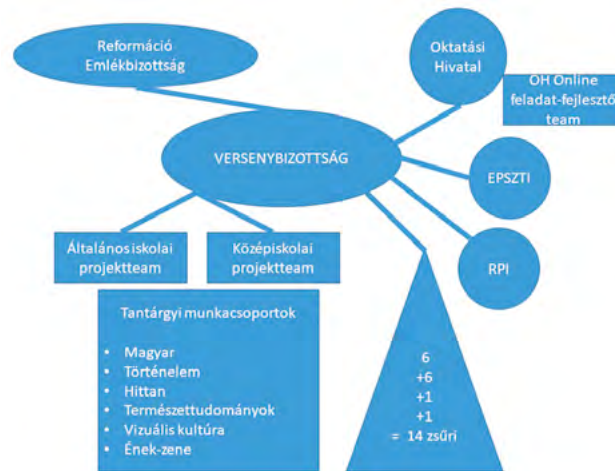 Reformáció
Emlékbizottság
Oktatási
Hivatal
OH Online
feladat-fejlesztő
team
VERSENYBIZOTTSÁG
EPSZTI
Általános iskolai
projektteam
Középiskolai
projektteam
RPI
Tantárgyi munkacsoportok
• Magyar
• Történelem
• Hittan
• Természettudományok
• Vizuális kultúra
• Ének-zene
6
+6
+1
+1
= 14 zsűri